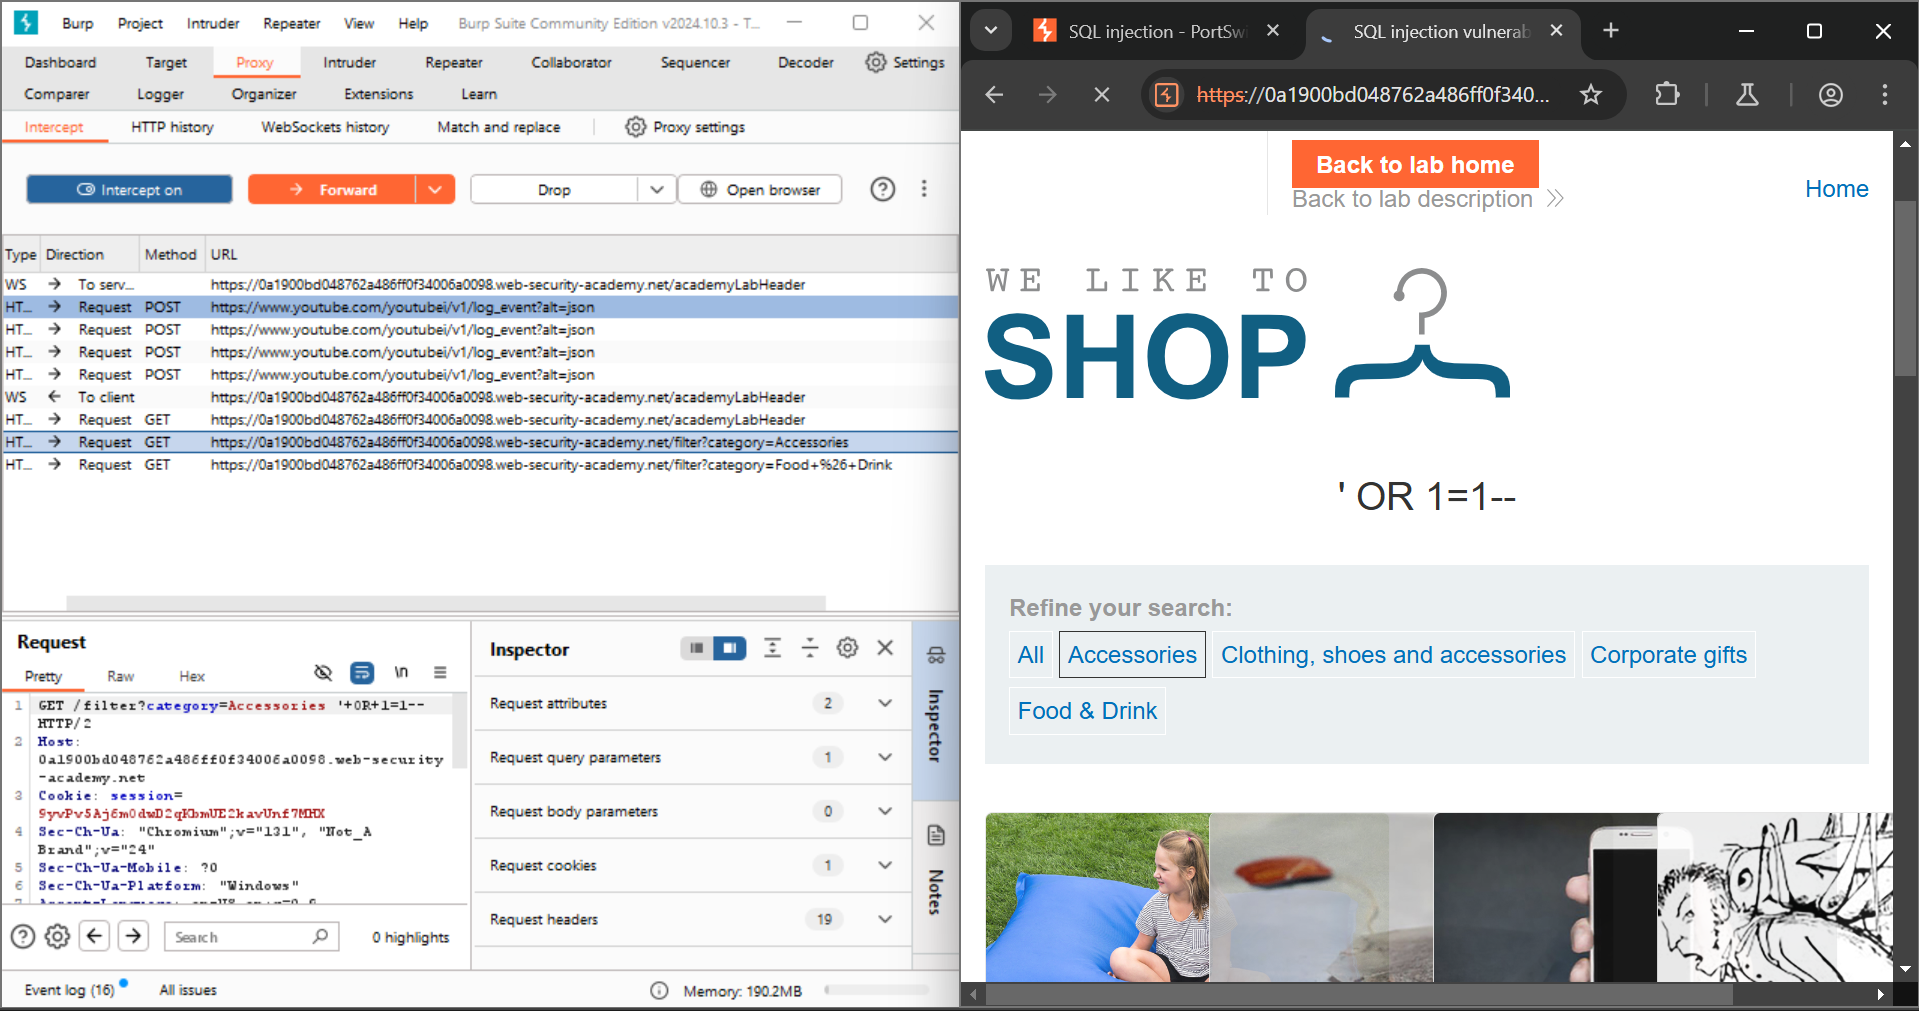 Burp Project Intruder Repeater View Help Burp Suite Community Edition v2024.10.3 - T...
Dashboard Target Proxy Intruder Repeater Collaborator Sequencer Decoder Settings
Comparer Logger Organizer Extensions Learn
Intercept HTTP history WebSockets history Match and replace Proxy settings
Intercept on Forward Drop Open browser
Type Direction Method URL
WS To serv... https://0a1900bd048762a486ff0f34006a0098.web-security-academy.net/academyLabHeader
HT... Request POST https://www.youtube.com/youtubei/v1/log_event?alt=json
HT... Request POST https://www.youtube.com/youtubei/v1/log_event?alt=json
HT... Request POST https://www.youtube.com/youtubei/v1/log_event?alt=json
HT... Request POST https://www.youtube.com/youtubei/v1/log_event?alt=json
WS To client https://0a1900bd048762a486ff0f34006a0098.web-security-academy.net/academyLabHeader
HT... Request GET https://0a1900bd048762a486ff0f34006a0098.web-security-academy.net/academyLabHeader
HT... Request GET https://0a1900bd048762a486ff0f34006a0098.web-security-academy.net/filter?category=Accessories
HT... Request GET https://0a1900bd048762a486ff0f34006a0098.web-security-academy.net/filter?category=Food+%26+Drink
Request
Pretty Raw Hex \n
1 GET /filter?category=Accessories '+OR+1=1--
HTTP/2
2 Host:
0a1900bd048762a486ff0f34006a0098.web-security
-academy.net
3 Cookie: session=
9yvPv5Aj6m0dwD2qKbmUE2kavUnf7MHX
4 Sec-Ch-Ua: "Chromium";v="131", "Not_A
Brand";v="24"
5 Sec-Ch-Ua-Mobile: ?0
6 Sec-Ch-Ua-Platform: "Windows"
Search 0 highlights
Inspector
Request attributes 2
Request query parameters 1
Request body parameters 0
Request cookies 1
Request headers 19
Inspector
Notes
Event log (16) All issues Memory: 190.2MB
SQL injection - PortSwi SQL injection vulnerab
https://0a1900bd048762a486ff0f340...
Back to lab home
Back to lab description
Home
WE LIKE TO
SHOP
' OR 1=1--
Refine your search:
All Accessories Clothing, shoes and accessories Corporate gifts
Food & Drink